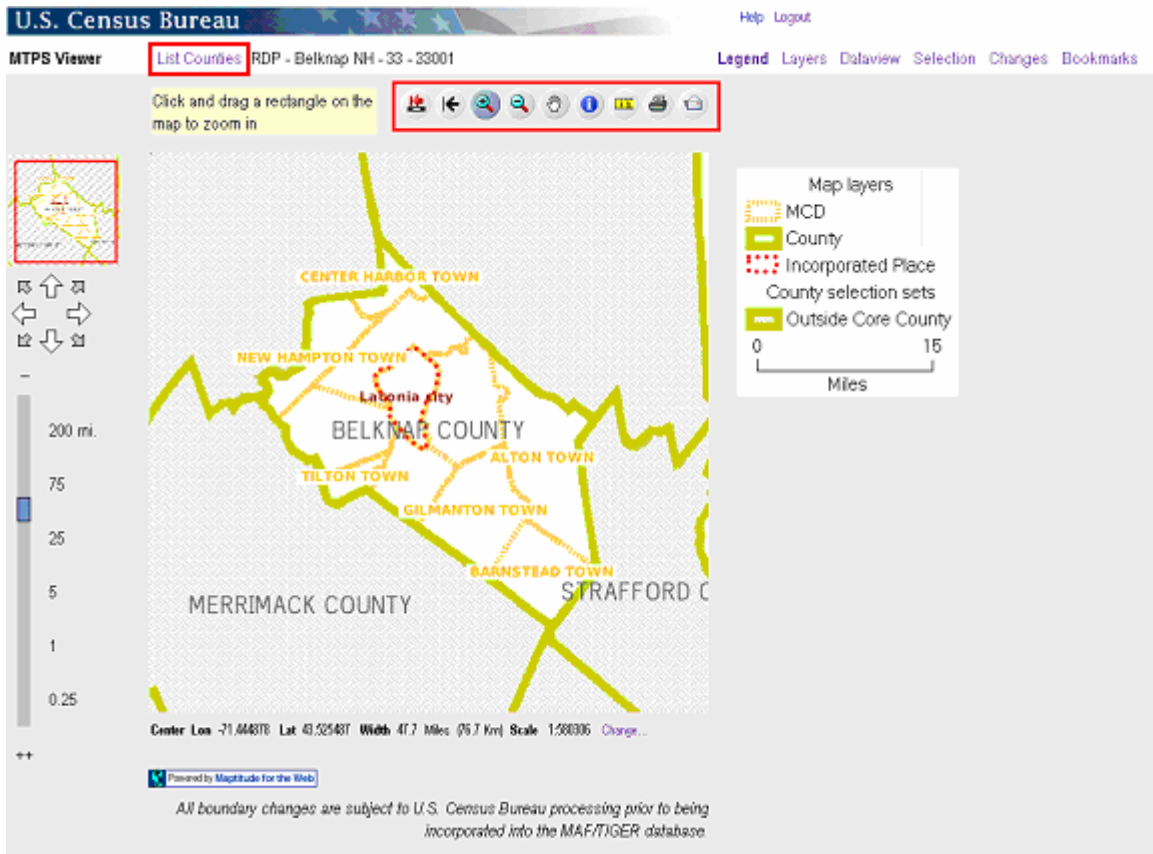 U.S. Census Bureau
Help Logout
MTPS Viewer
List Counties RDP - Belknap NH - 33 - 33001
Legend Layers Dataview Selection Changes Bookmarks
Click and drag a rectangle on the
map to zoom in
Map layers
MCD
County
Incorporated Place
County selection sets
Outside Core County
0 15
Miles
CENTER HARBOR TOWN
NEW HAMPTON TOWN
Laconia city
BELKNAP COUNTY
ALTON TOWN
TILTON TOWN
GILMANTON TOWN
BARNSTEAD TOWN
STRAFFORD C
MERRIMACK COUNTY
–
200 mi.
75
25
5
1
0.25
++
Center Lon -71.444878 Lat 43.525487 Width 47.7 Miles (76.7 Km) Scale 1:580306 Change...
Powered by Maptitude for the Web
All boundary changes are subject to U.S. Census Bureau processing prior to being
incorporated into the MAF/TIGER database.